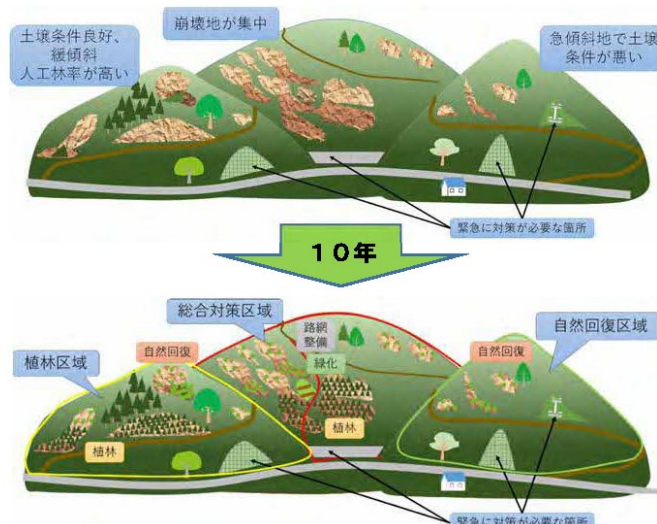 土壌条件良好、
緩傾斜
人工林率が高い
崩壊地が集中
急傾斜地で土壌
条件が悪い
緊急に対策が必要な箇所
10年
総合対策区域
路網
整備
自然回復区域
植林区域
自然回復
緑化
自然回復
植林
植林
緊急に対策が必要な箇所